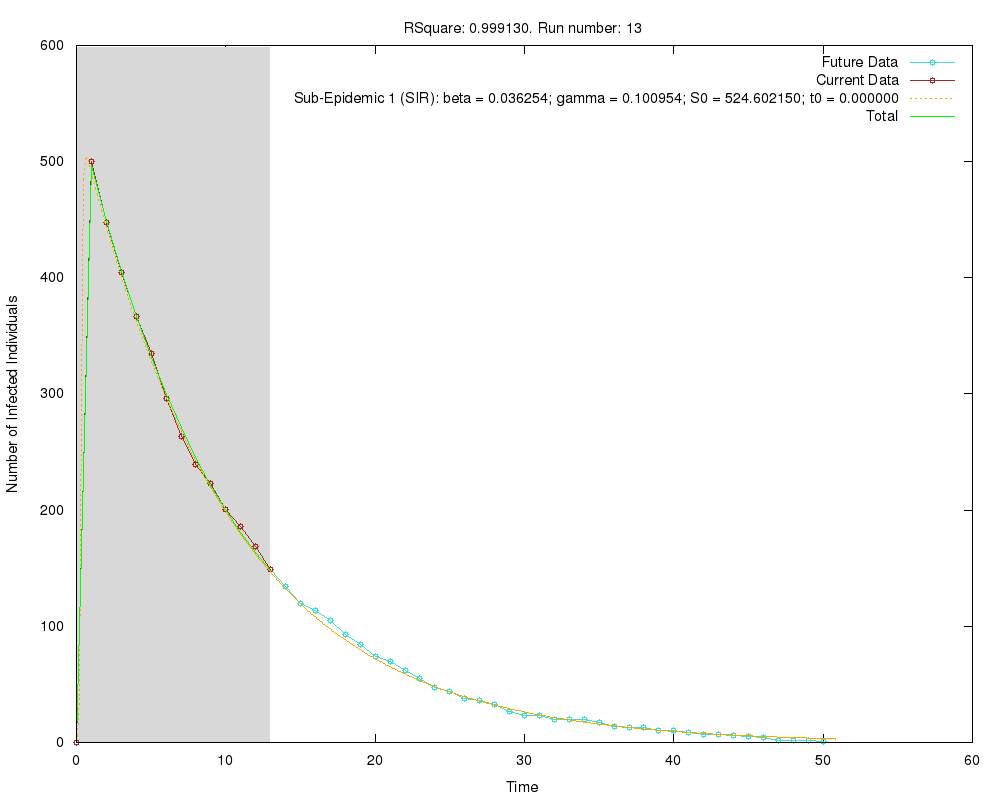 RSquare: 0.999130. Run number: 13
600
500
400
300
200
100
0
Number of Infected Individuals
Future Data
Current Data
Sub-Epidemic 1 (SIR): beta = 0.036254; gamma = 0.100954; S0 = 524.602150; t0 = 0.000000
Total
0 10 20 30 40 50 60
Time